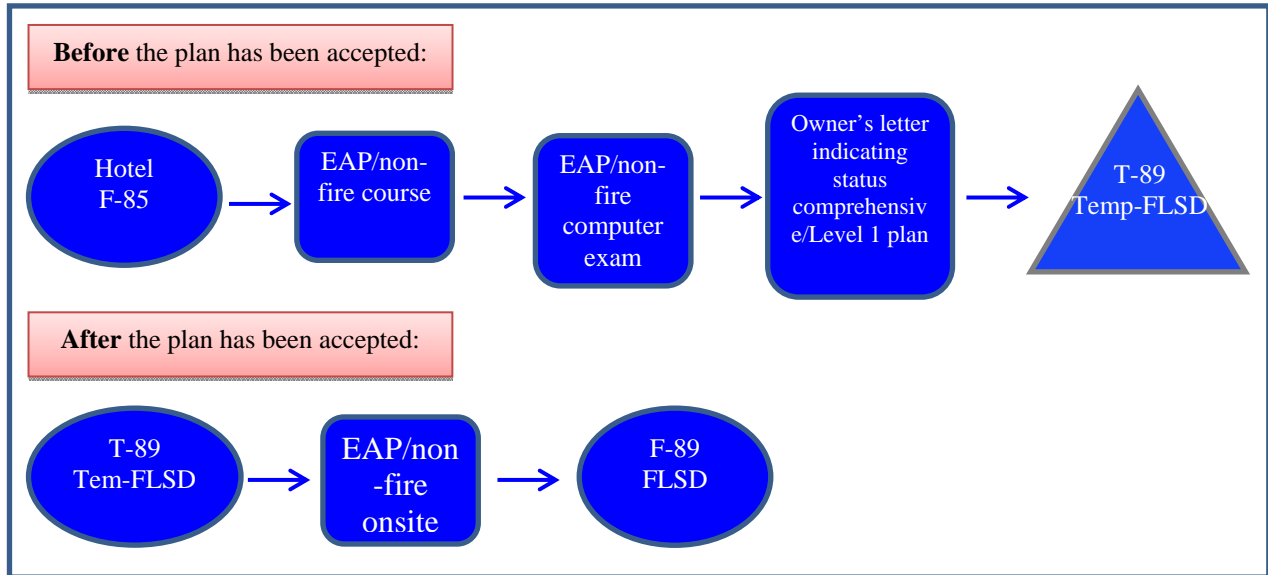 Before the plan has been accepted:
Hotel
F-85
EAP/non-
fire course
EAP/non-
fire
computer
exam
Owner's letter
indicating
status
comprehensiv
e/Level 1 plan
T-89
Temp-FLSD
After the plan has been accepted:
T-89
Tem-FLSD
EAP/non
-fire
onsite
F-89
FLSD